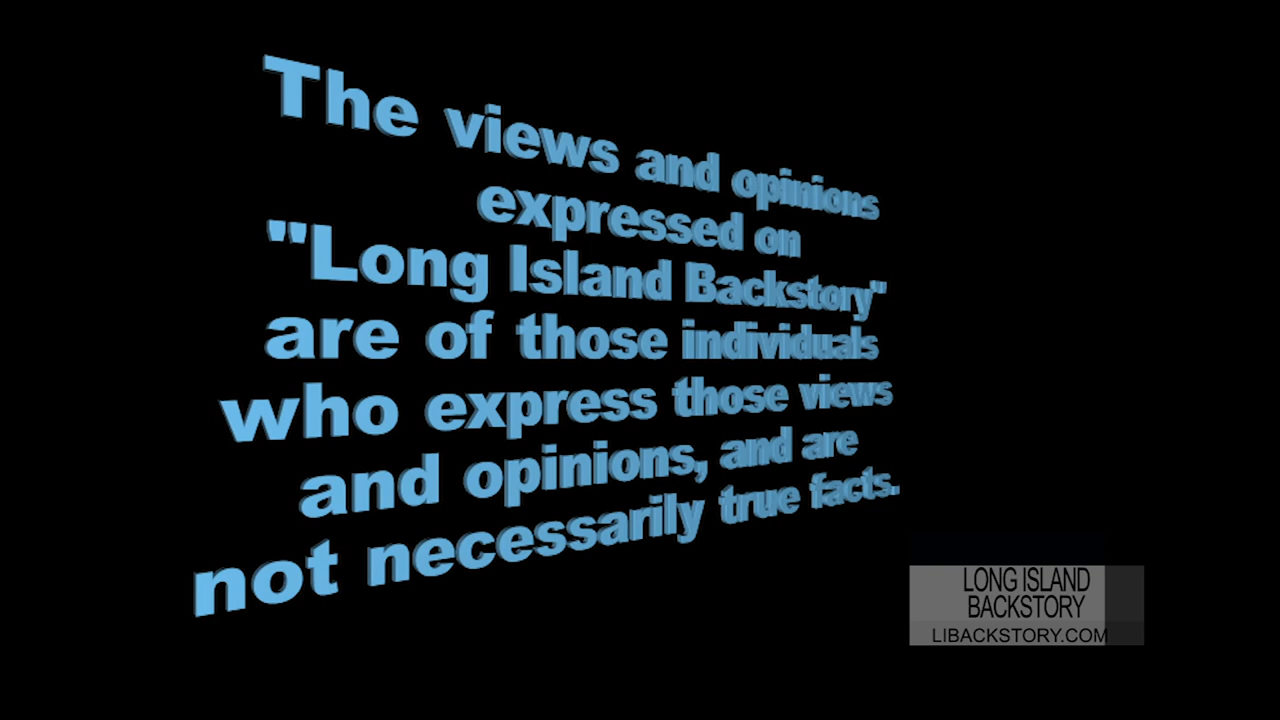 The views and opinions
expressed on
"Long Island Backstory"
are of those individuals
who express those views
and opinions, and are
not necessarily true facts.
LONG ISLAND
BACKSTORY
LIBACKSTORY.COM